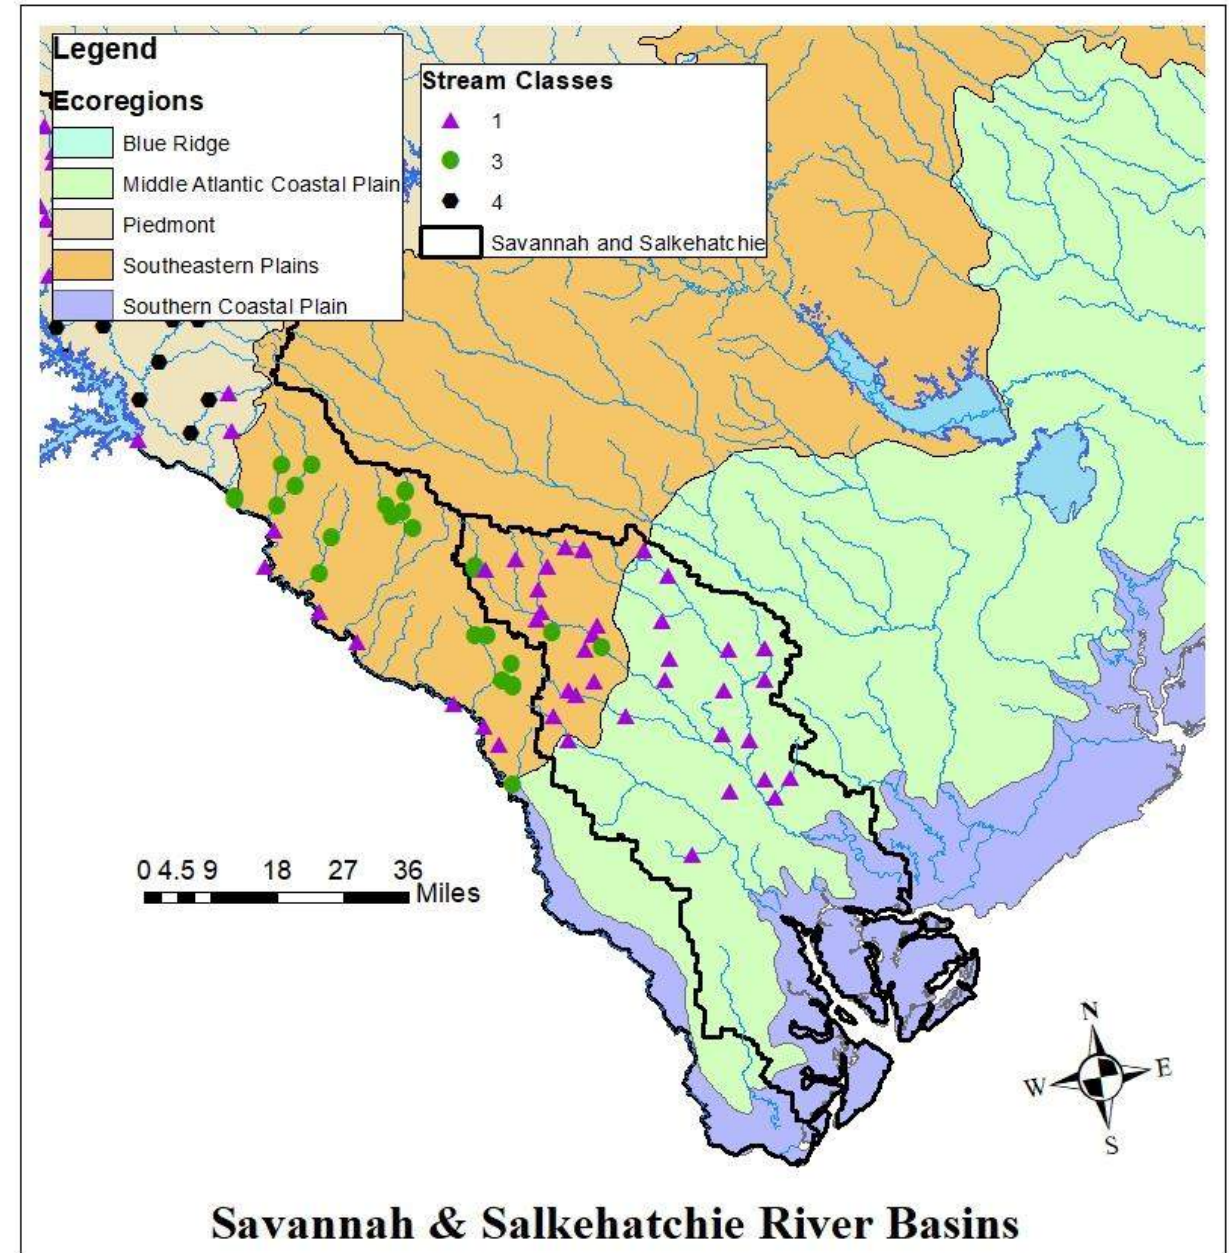 Legend
Ecoregions
Blue Ridge
Middle Atlantic Coastal Plain
Piedmont
Southeastern Plains
Southern Coastal Plain
Stream Classes
1
3
4
Savannah and Salkehatchie
0 4.5 9 18 27 36
Miles
N
W E
S
Savannah & Salkehatchie River Basins